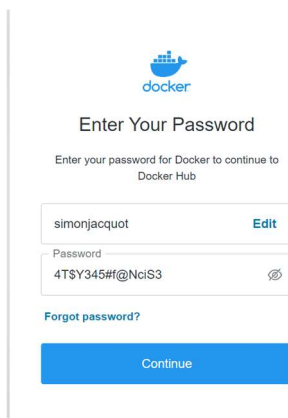 docker
Enter Your Password
Enter your password for Docker to continue to
Docker Hub
simonjacquot Edit
Password
4T$Y345#f@NciS3
Forgot password?
Continue